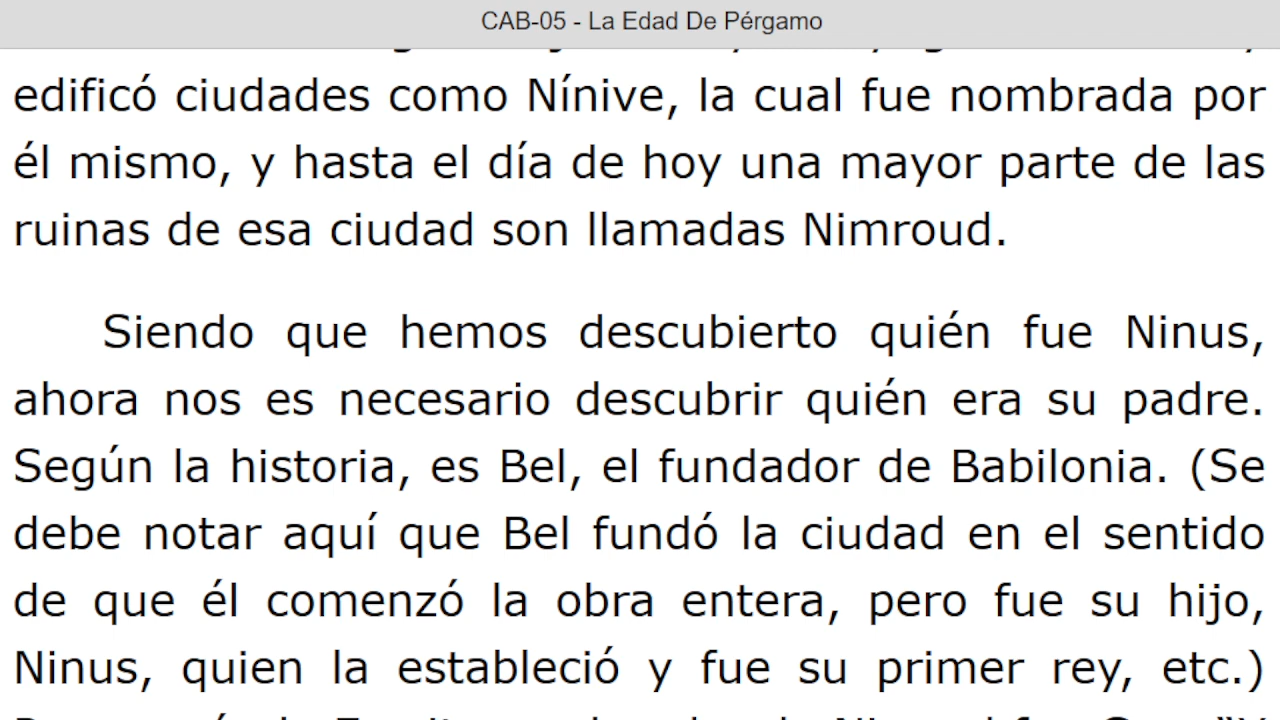 CAB-05 - La Edad De Pérgamo
edificó ciudades como Nínive, la cual fue nombrada por
él mismo, y hasta el día de hoy una mayor parte de las
ruinas de esa ciudad son llamadas Nimroud.
Siendo que hemos descubierto quién fue Ninus,
ahora nos es necesario descubrir quién era su padre.
Según la historia, es Bel, el fundador de Babilonia. (Se
debe notar aquí que Bel fundó la ciudad en el sentido
de que él comenzó la obra entera, pero fue su hijo,
Ninus, quien la estableció y fue su primer rey, etc.)